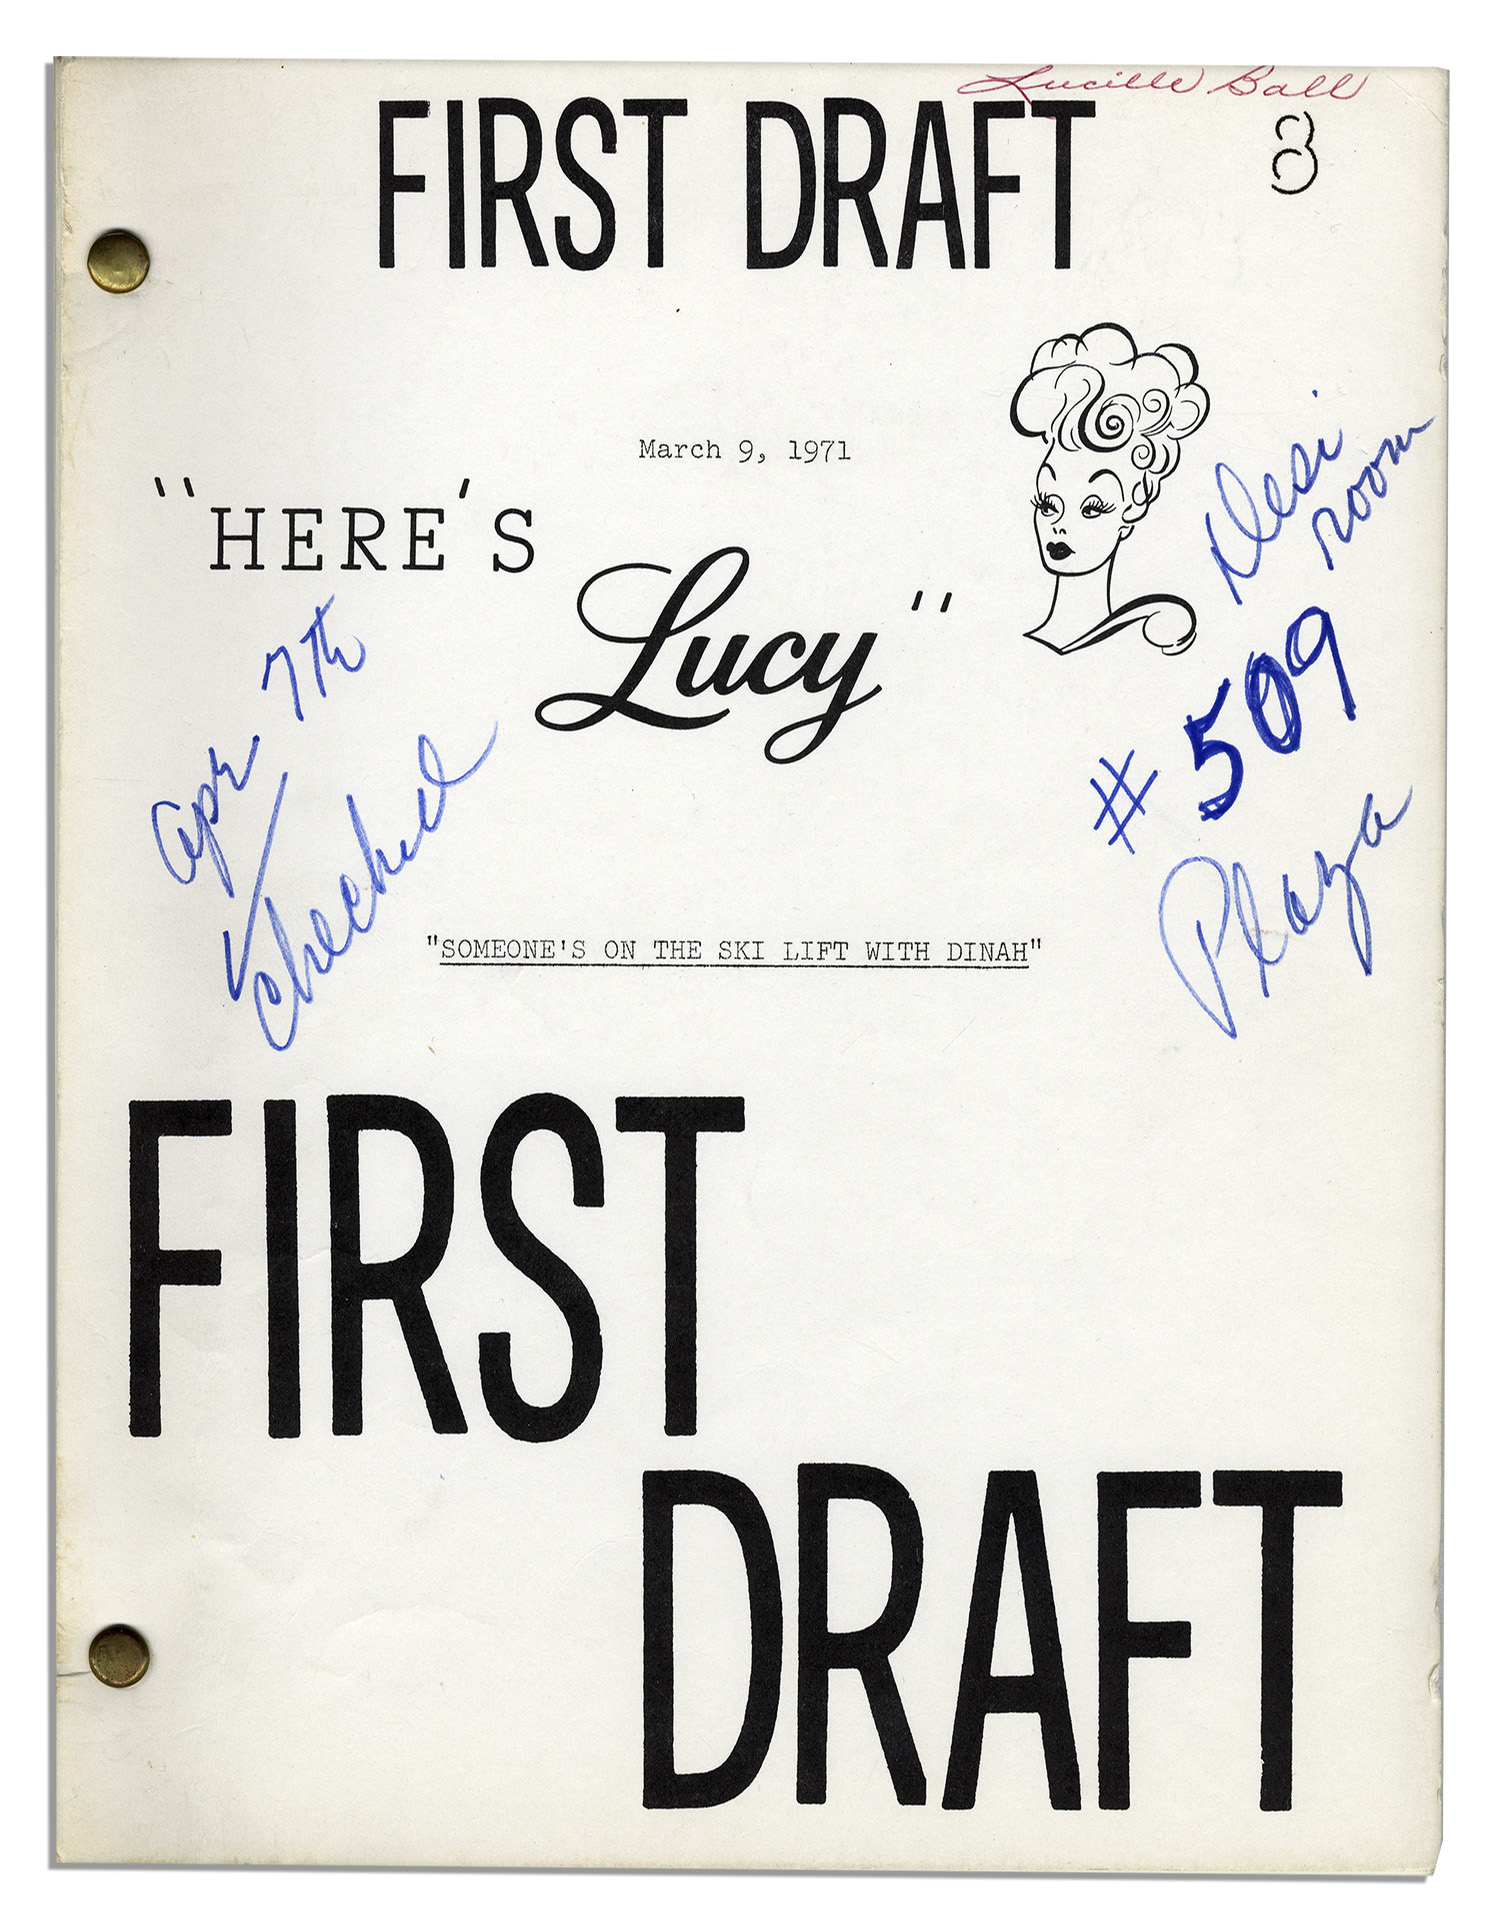 Lucille Ball
FIRST DRAFT
8
March 9, 1971
"HERE'S
Lucy"
Desi
room
#509
Plaza
Apr 7th
Checked
"SOMEONE'S ON THE SKI LIFT WITH DINAH"
FIRST
DRAFT